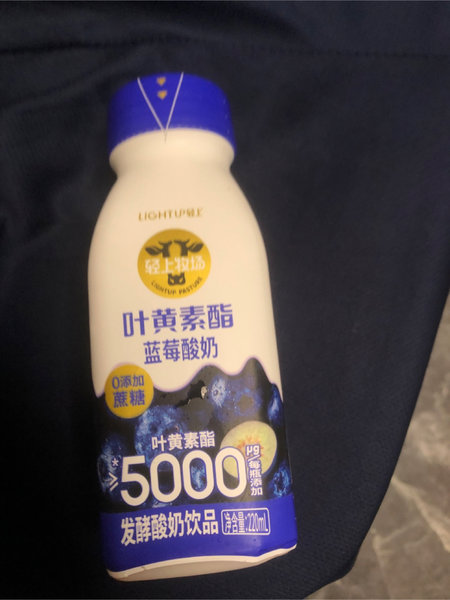 LIGHTUP轻上
轻上牧场
LIGHTUP PASTURE
叶黄素酯
蓝莓酸奶
0添加
蔗糖
叶黄素酯
*
≥5000μg/每瓶添加
发酵酸奶饮品 净含量:220mL